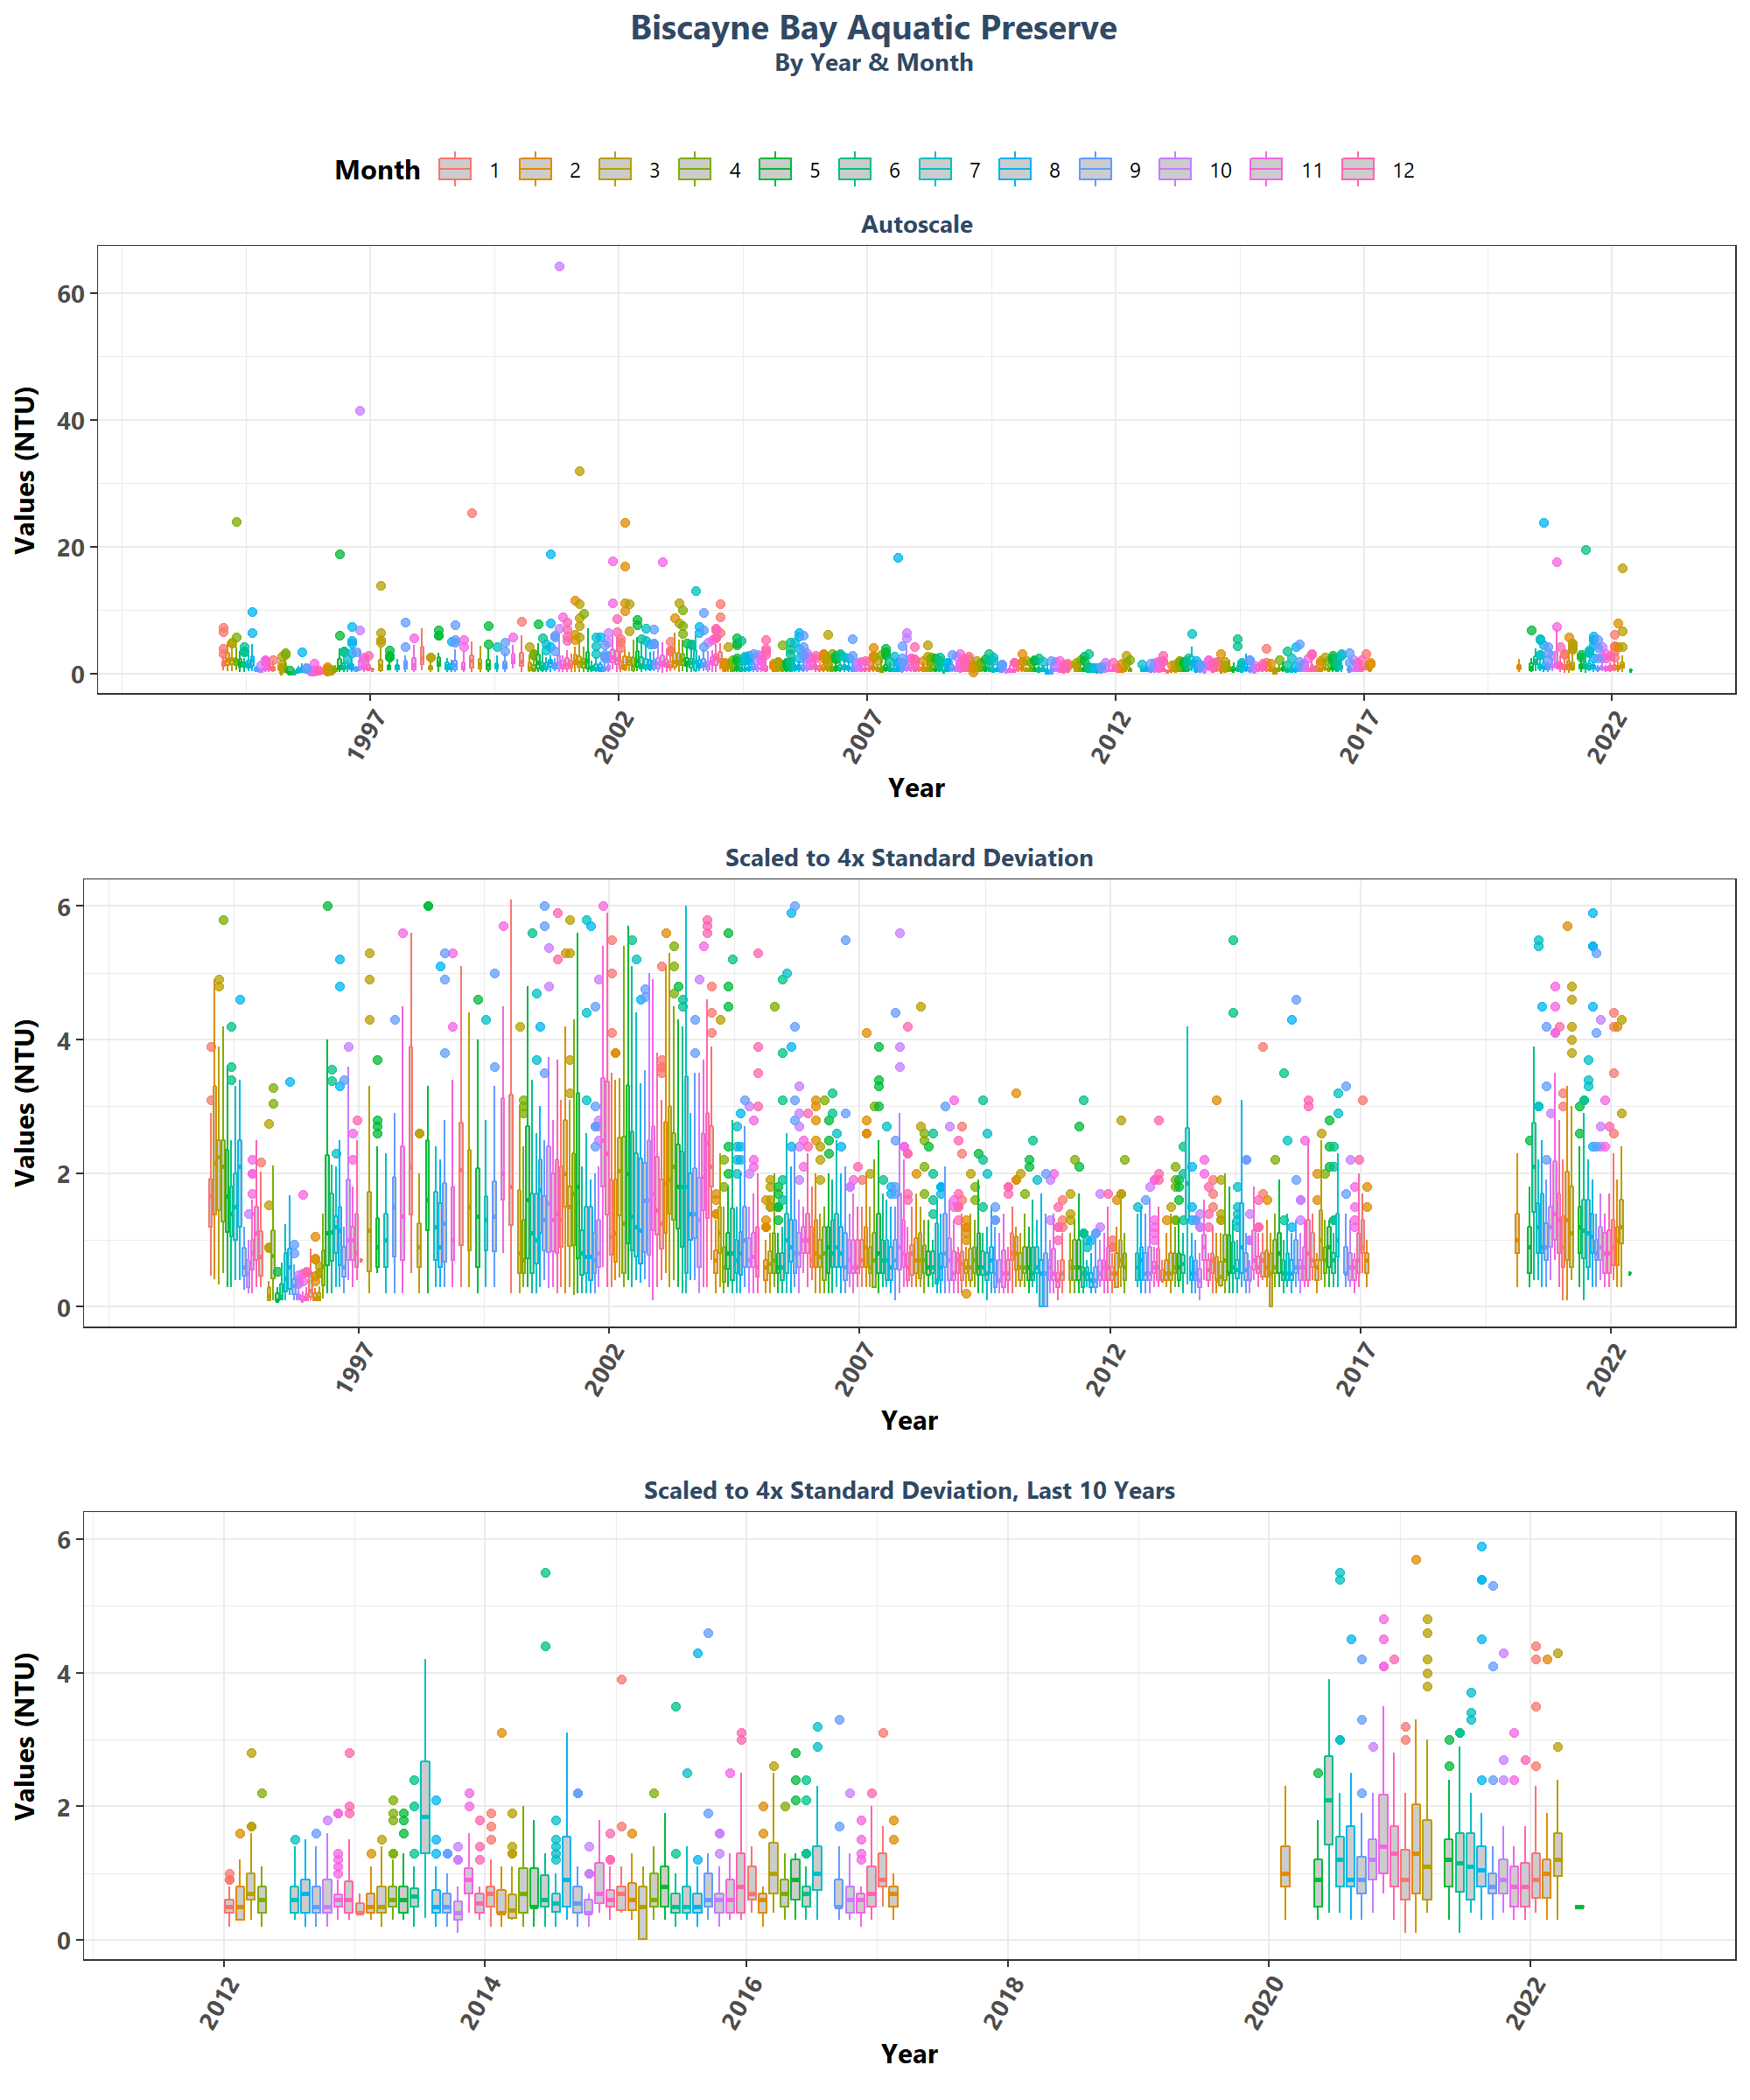 Biscayne Bay Aquatic Preserve
By Year & Month
Month 1 2 3 4 5 6 7 8 9 10 11 12
Autoscale
Values (NTU)
60
40
20
0
1997 2002 2007 2012 2017 2022
Year
Scaled to 4x Standard Deviation
Values (NTU)
6
4
2
0
1997 2002 2007 2012 2017 2022
Year
Scaled to 4x Standard Deviation, Last 10 Years
Values (NTU)
6
4
2
0
2012 2014 2016 2018 2020 2022
Year